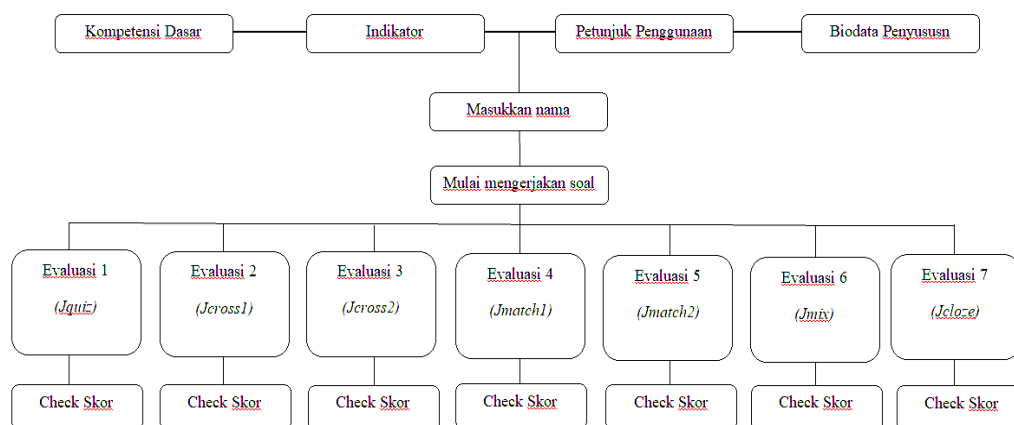 Kompetensi Dasar
Indikator
Petunjuk Penggunaan
Biodata Penyususn
Masukkan nama
Mulai mengerjakan soal
Evaluasi 1
(Jquiz)
Evaluasi 2
(Jcross1)
Evaluasi 3
(Jcross2)
Evaluasi 4
(Jmatch1)
Evaluasi 5
(Jmatch2)
Evaluasi 6
(Jmix)
Evaluasi 7
(Jcloze)
Check Skor
Check Skor
Check Skor
Check Skor
Check Skor
Check Skor
Check Skor